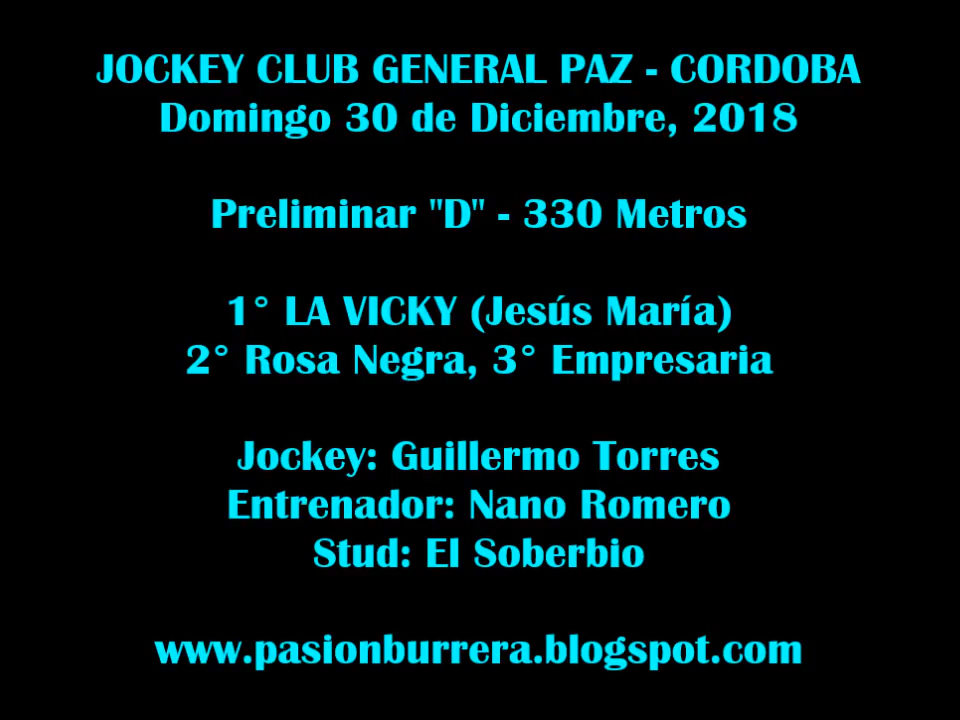 JOCKEY CLUB GENERAL PAZ - CORDOBA
Domingo 30 de Diciembre, 2018
Preliminar "D" - 330 Metros
1° LA VICKY (Jesús María)
2° Rosa Negra, 3° Empresaria
Jockey: Guillermo Torres
Entrenador: Nano Romero
Stud: El Soberbio
www.pasionburrera.blogspot.com